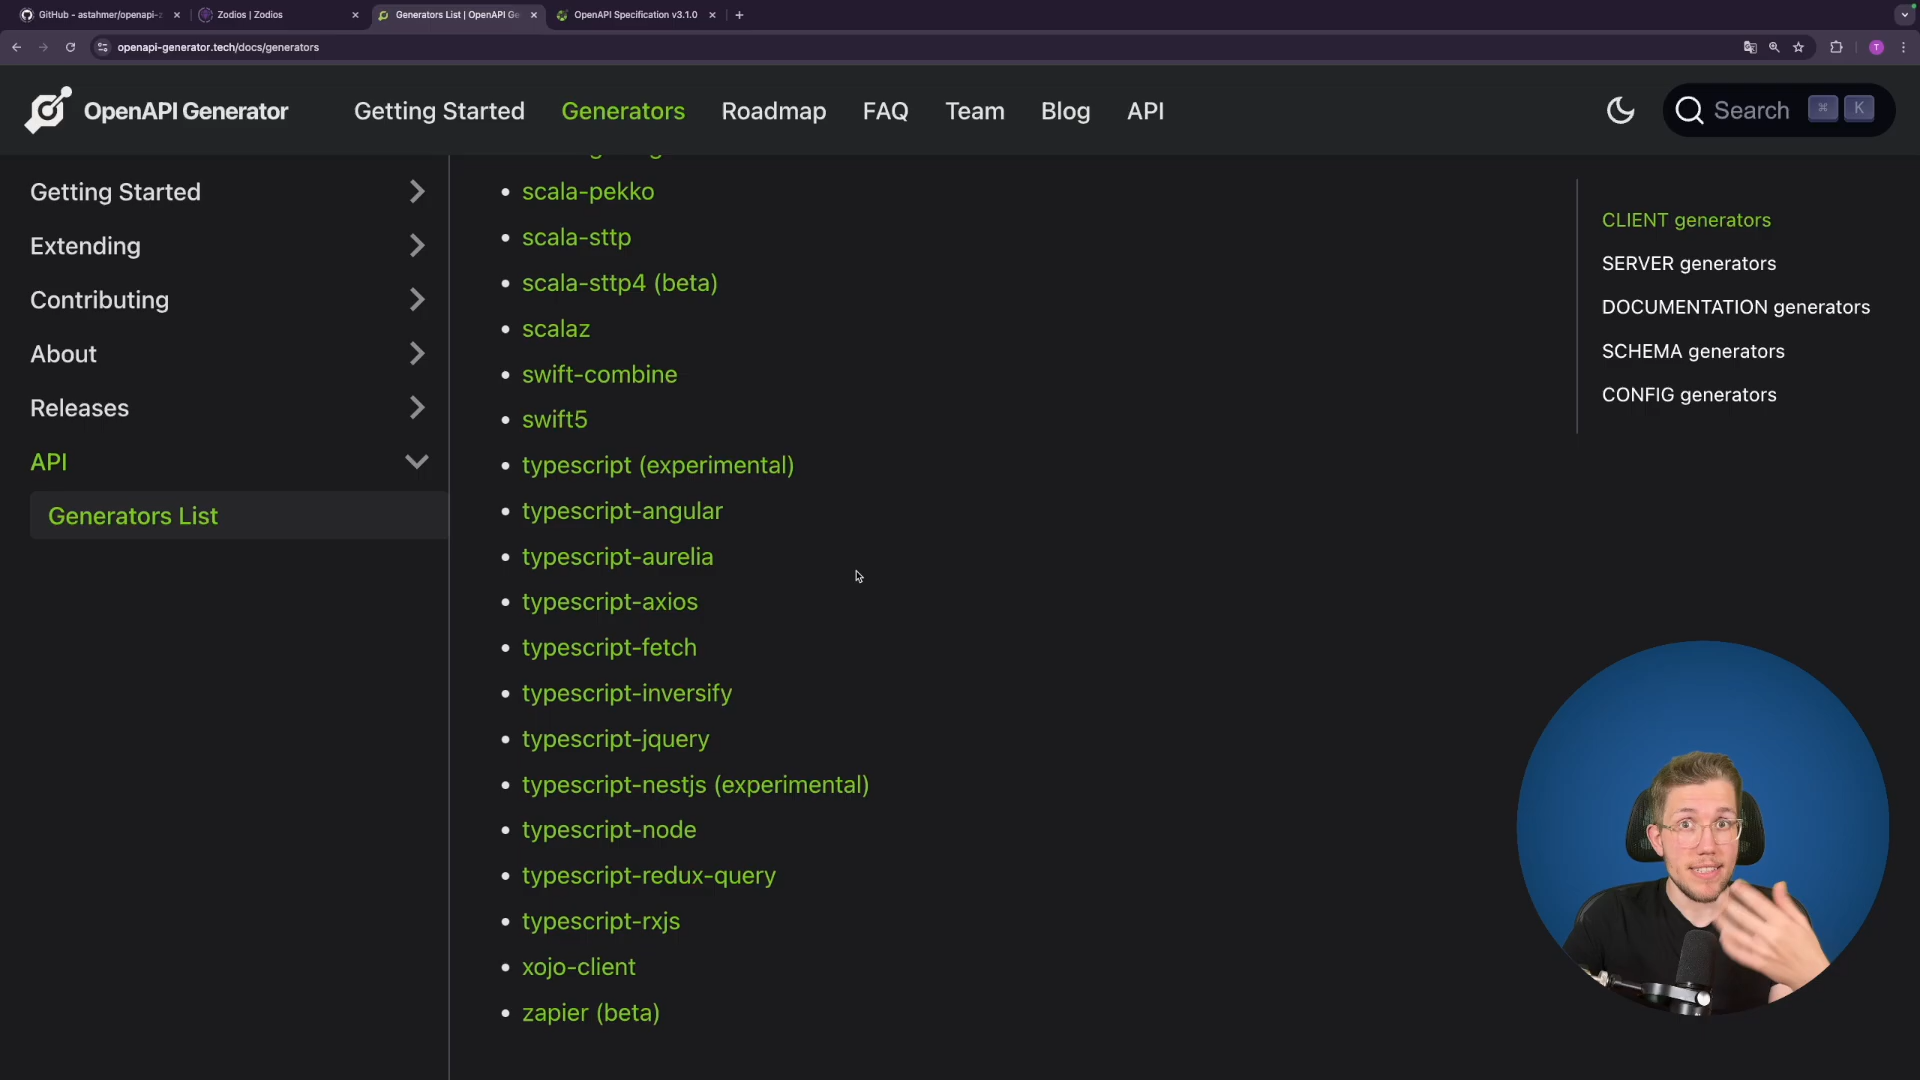 GitHub - astahmer/openapi-z
Zodios | Zodios
Generators List | OpenAPI Ge
OpenAPI Specification v3.1.0
openapi-generator.tech/docs/generators
T
OpenAPI Generator
Getting Started
Generators
Roadmap
FAQ
Team
Blog
API
Search
⌘ K
Getting Started
Extending
Contributing
About
Releases
API
Generators List
scala-pekko
scala-sttp
scala-sttp4 (beta)
scalaz
swift-combine
swift5
typescript (experimental)
typescript-angular
typescript-aurelia
typescript-axios
typescript-fetch
typescript-inversify
typescript-jquery
typescript-nestjs (experimental)
typescript-node
typescript-redux-query
typescript-rxjs
xojo-client
zapier (beta)
CLIENT generators
SERVER generators
DOCUMENTATION generators
SCHEMA generators
CONFIG generators